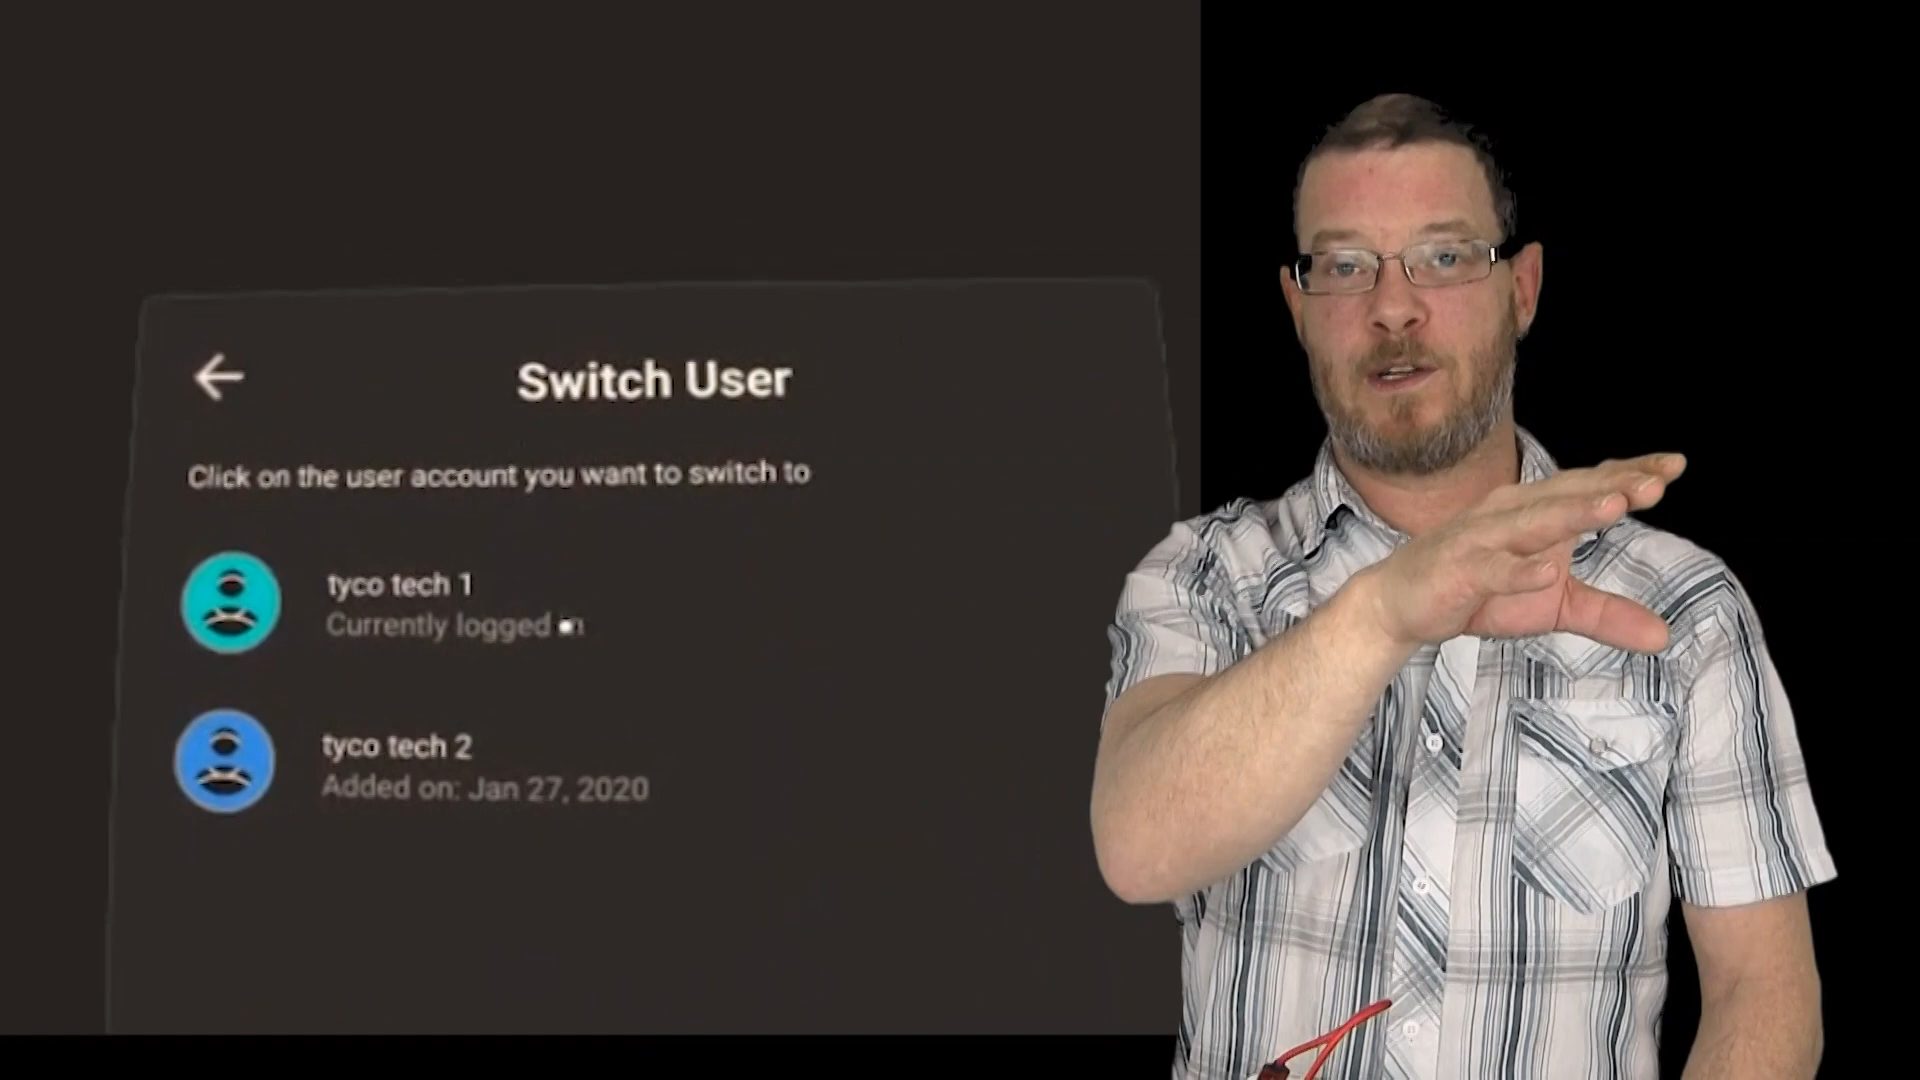 Switch User
Click on the user account you want to switch to
tyco tech 1
Currently logged in
tyco tech 2
Added on: Jan 27, 2020